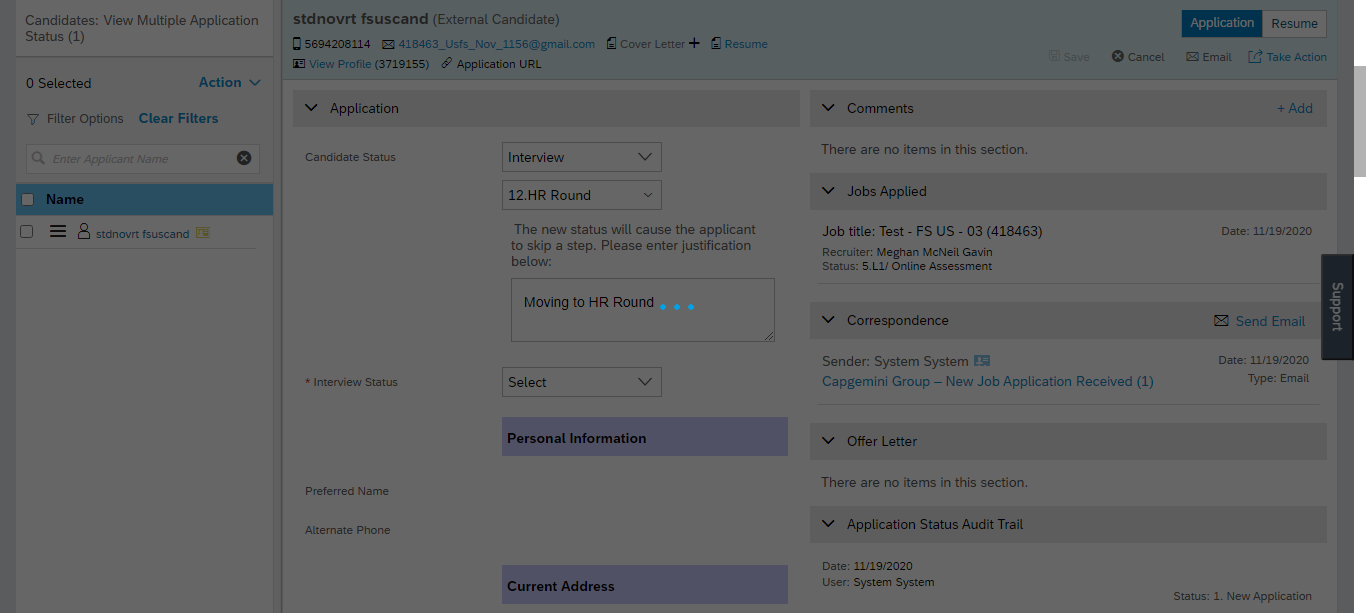 Candidates: View Multiple Application
Status (1)
0 Selected
Action
Filter Options
Clear Filters
Enter Applicant Name
Name
stdnovrt fsuscand
stdnovrt fsuscand (External Candidate)
5694208114 418463_Usfs_Nov_1156@gmail.com Cover Letter + Resume
View Profile (3719155) Application URL
Application Resume
Save Cancel Email Take Action
Application
Candidate Status
Interview
12.HR Round
The new status will cause the applicant
to skip a step. Please enter justification
below:
Moving to HR Round
* Interview Status
Select
Personal Information
Preferred Name
Alternate Phone
Current Address
Comments
+ Add
There are no items in this section.
Jobs Applied
Job title: Test - FS US - 03 (418463)
Date: 11/19/2020
Recruiter: Meghan McNeil Gavin
Status: 5.L1/ Online Assessment
Correspondence
Send Email
Sender: System System
Date: 11/19/2020
Capgemini Group – New Job Application Received (1)
Type: Email
Offer Letter
There are no items in this section.
Application Status Audit Trail
Date: 11/19/2020
User: System System
Status: 1. New Application
Support